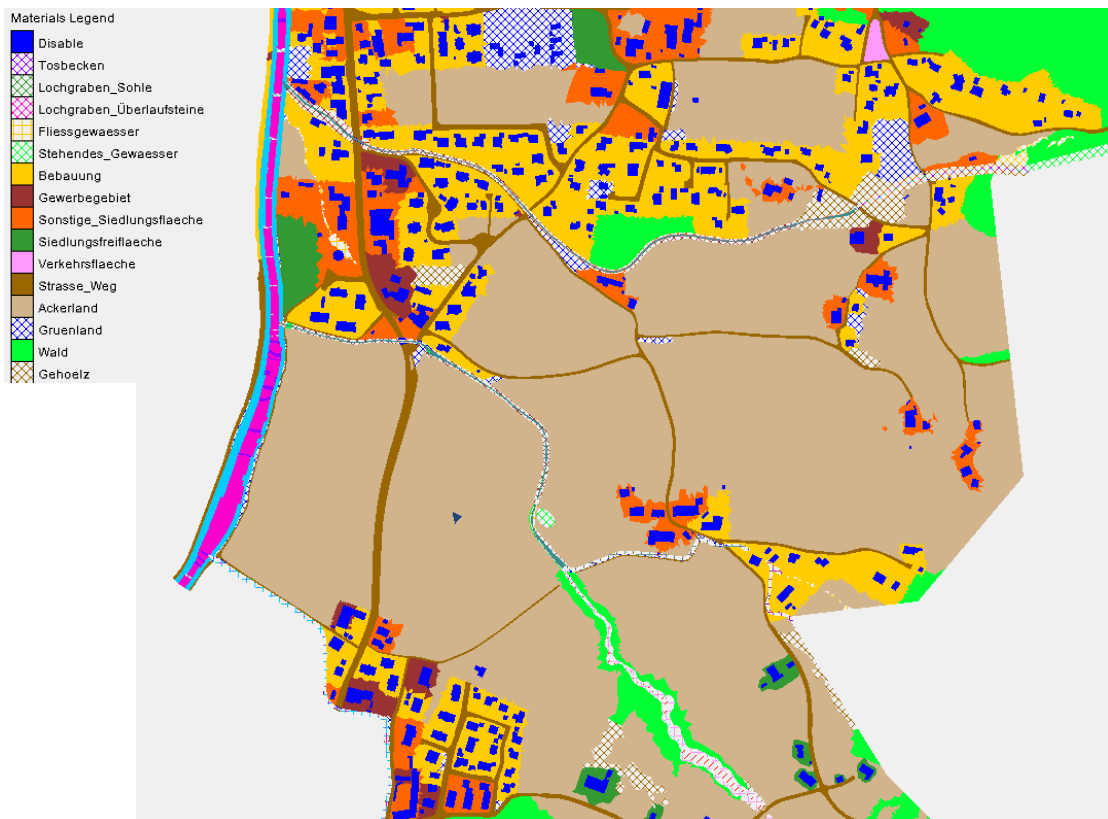 Materials Legend
Disable
Tosbecken
Lochgraben_Sohle
Lochgraben_Überlaufsteine
Fliessgewaesser
Stehendes_Gewaesser
Bebauung
Gewerbegebiet
Sonstige_Siedlungsflaeche
Siedlungsfreiflaeche
Verkehrsflaeche
Strasse_Weg
Ackerland
Gruenland
Wald
Gehoelz